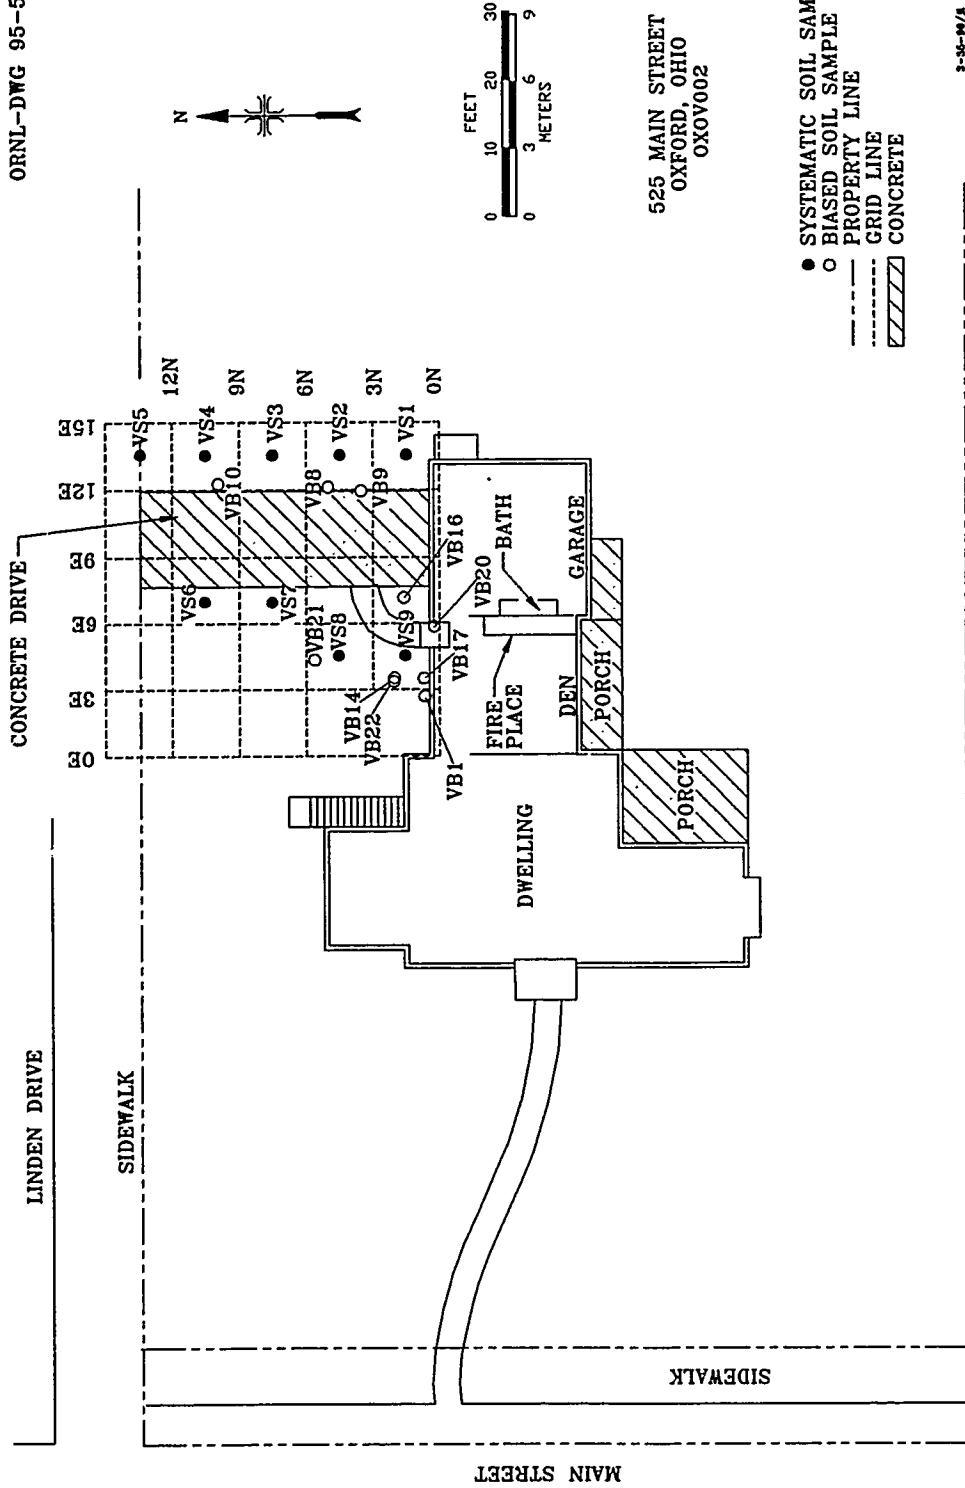 ORNL-DWG 95-5
LINDEN DRIVE
SIDEWALK
MAIN STREET
SIDEWALK
CONCRETE DRIVE
0E
3E
6E
9E
12E
15E
12N
9N
6N
3N
0N
VS5
VS4
VS3
VS2
VS1
VB10
VB8
VB9
VS6
VS7
VB21
VS8
VS9
VB16
VB20
VB17
VB14
VB22
VB1
BATH
GARAGE
FIRE
PLACE
DEN
PORCH
PORCH
DWELLING
N
FEET
0 10 20 30
0 3 6 9
METERS
525 MAIN STREET
OXFORD, OHIO
OXOV002
SYSTEMATIC SOIL SAM
BIASED SOIL SAMPLE
PROPERTY LINE
GRID LINE
CONCRETE